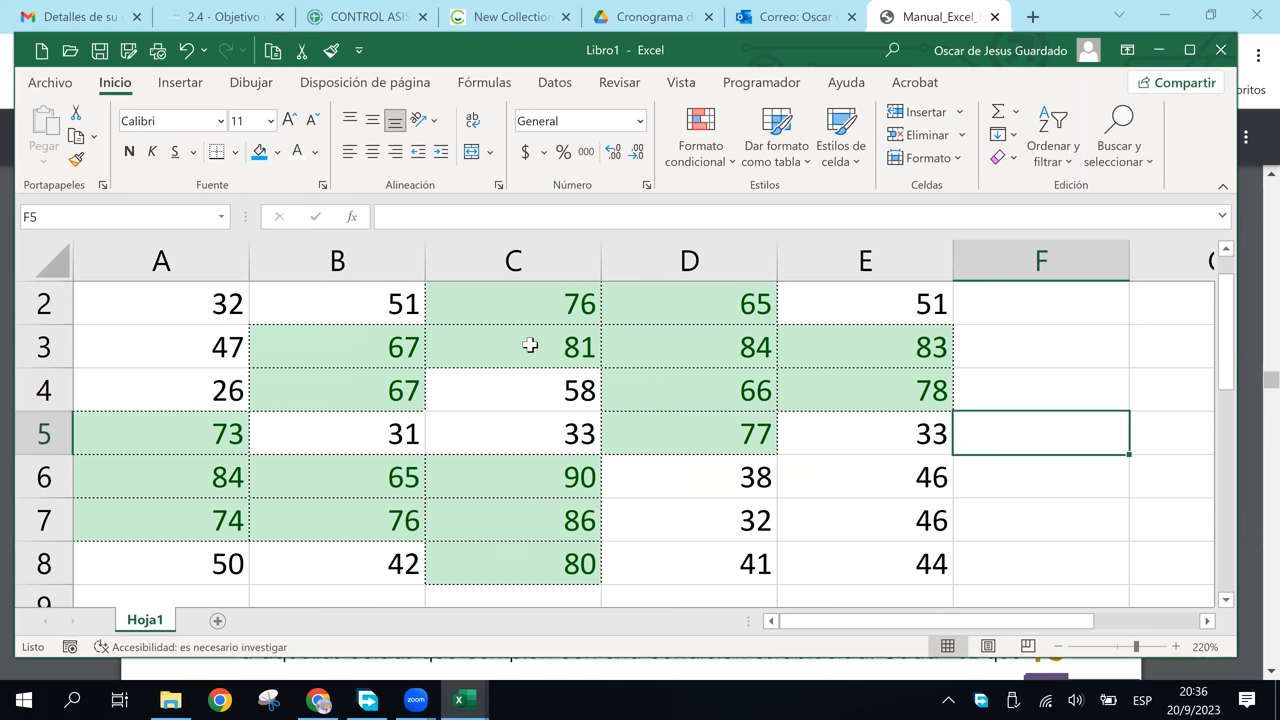 Detalles de su
2.4 - Objetivo
CONTROL ASIS
New Collection
Cronograma d
Correo: Oscar
Manual_Excel_
Libro1 - Excel
Oscar de Jesus Guardado
Archivo
Inicio
Insertar
Dibujar
Disposición de página
Fórmulas
Datos
Revisar
Vista
Programador
Ayuda
Acrobat
Compartir
Pegar
Portapapeles
Calibri
11
N K S
A
Fuente
Alineación
General
$ % 000
Número
Formato condicional
Dar formato como tabla
Estilos de celda
Estilos
Insertar
Eliminar
Formato
Celdas
Ordenar y filtrar
Buscar y seleccionar
Edición
F5
fx
A B C D E F
2 32 51 76 65 51
3 47 67 81 84 83
4 26 67 58 66 78
5 73 31 33 77 33
6 84 65 90 38 46
7 74 76 86 32 46
8 50 42 80 41 44
9
Hoja1
Listo
Accesibilidad: es necesario investigar
220%
zoom
ESP
20:36
20/9/2023